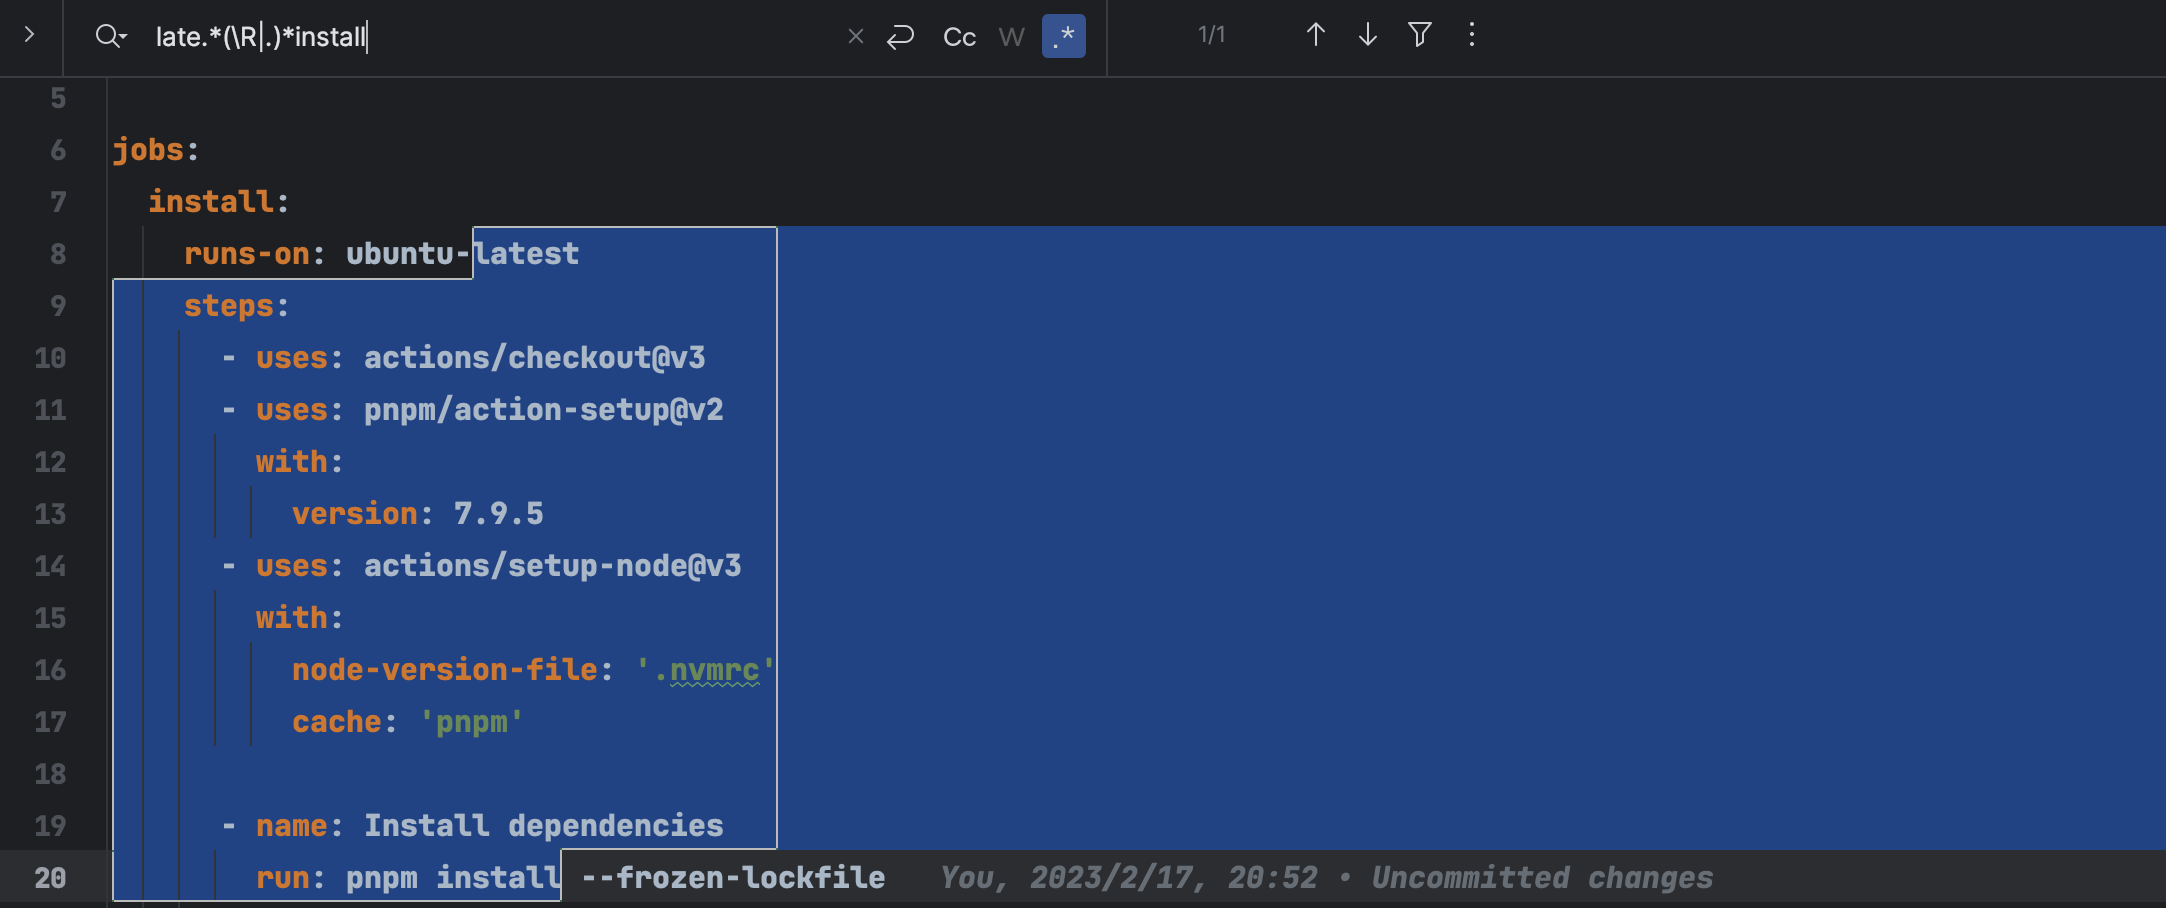 late.*(\R|.)*install
Cc W .* 1/1
5
6 jobs:
7 install:
8 runs-on: ubuntu-latest
9 steps:
10 - uses: actions/checkout@v3
11 - uses: pnpm/action-setup@v2
12 with:
13 version: 7.9.5
14 - uses: actions/setup-node@v3
15 with:
16 node-version-file: '.nvmrc'
17 cache: 'pnpm'
18
19 - name: Install dependencies
20 run: pnpm install --frozen-lockfile You, 2023/2/17, 20:52 • Uncommitted changes